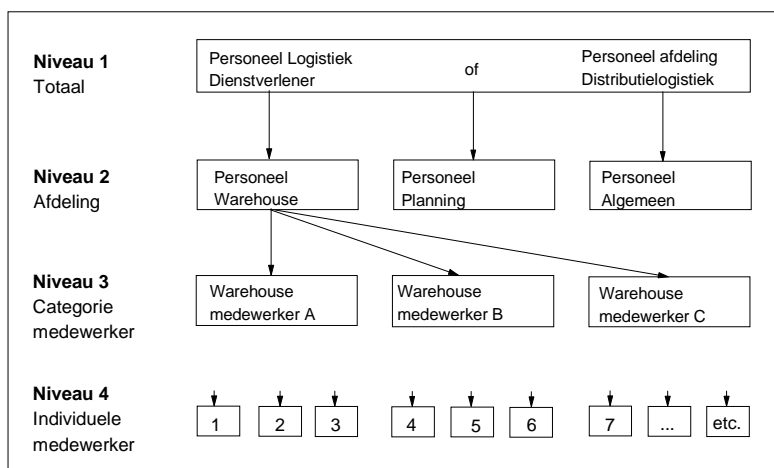 Niveau 1
Totaal
Personeel Logistiek
Dienstverlener
of
Personeel afdeling
Distributielogistiek
Niveau 2
Afdeling
Personeel
Warehouse
Personeel
Planning
Personeel
Algemeen
Niveau 3
Categorie
medewerker
Warehouse
medewerker A
Warehouse
medewerker B
Warehouse
medewerker C
Niveau 4
Individuele
medewerker
1 2 3 4 5 6 7 ... etc.